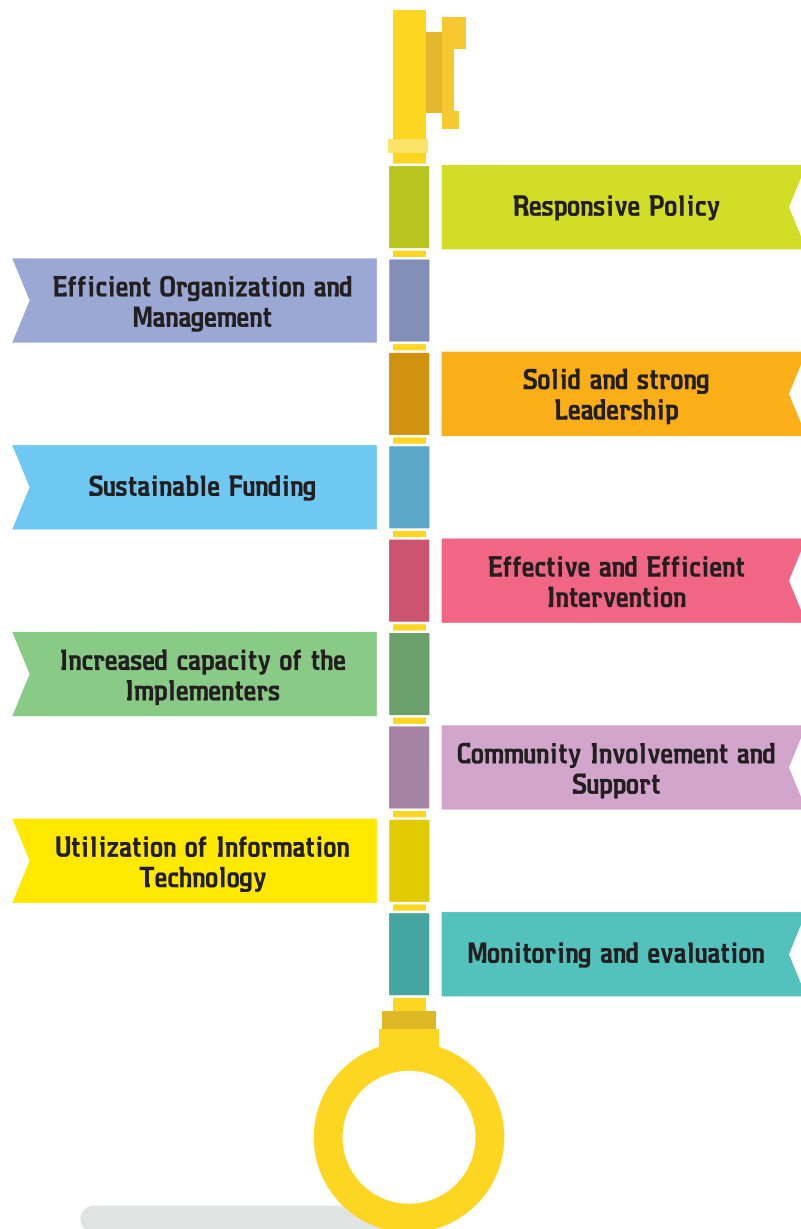 Responsive Policy
Efficient Organization and
Management
Solid and strong
Leadership
Sustainable Funding
Effective and Efficient
Intervention
Increased capacity of the
Implementers
Community Involvement and
Support
Utilization of Information
Technology
Monitoring and evaluation